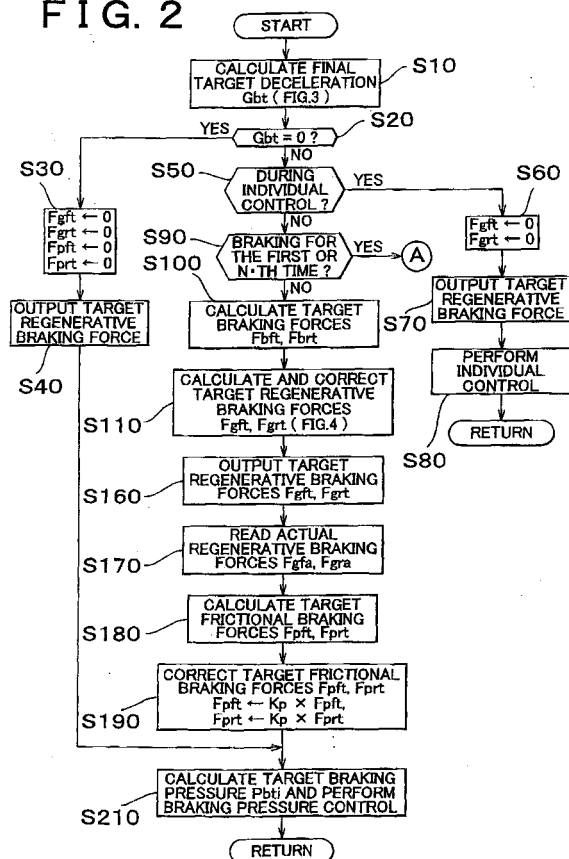 FIG. 2
START
CALCULATE FINAL
TARGET DECELERATION
Gbt ( FIG.3 )
S10
Gbt = 0 ?
S20
YES
NO
S30
Fgft ← 0
Fgrt ← 0
Fpft ← 0
Fprt ← 0
OUTPUT TARGET
REGENERATIVE
BRAKING FORCE
S40
S50
DURING
INDIVIDUAL
CONTROL ?
YES
NO
S60
Fgft ← 0
Fgrt ← 0
OUTPUT TARGET
REGENERATIVE
BRAKING FORCE
S70
PERFORM
INDIVIDUAL
CONTROL
S80
RETURN
S90
BRAKING FOR
THE FIRST OR
N·TH TIME ?
YES
A
NO
S100
CALCULATE TARGET
BRAKING FORCES
Fbft, Fbrt
CALCULATE AND CORRECT
TARGET REGENERATIVE
BRAKING FORCES
Fgft, Fgrt ( FIG.4 )
S110
OUTPUT TARGET
REGENERATIVE BRAKING
FORCES Fgft, Fgrt
S160
READ ACTUAL
REGENERATIVE BRAKING
FORCES Fgfa, Fgra
S170
CALCULATE TARGET
FRICTIONAL BRAKING
FORCES Fpft, Fprt
S180
CORRECT TARGET FRICTIONAL
BRAKING FORCES Fpft, Fprt
Fpft ← Kp × Fpft,
Fprt ← Kp × Fprt
S190
CALCULATE TARGET BRAKING
PRESSURE Pbti AND PERFORM
BRAKING PRESSURE CONTROL
S210
RETURN